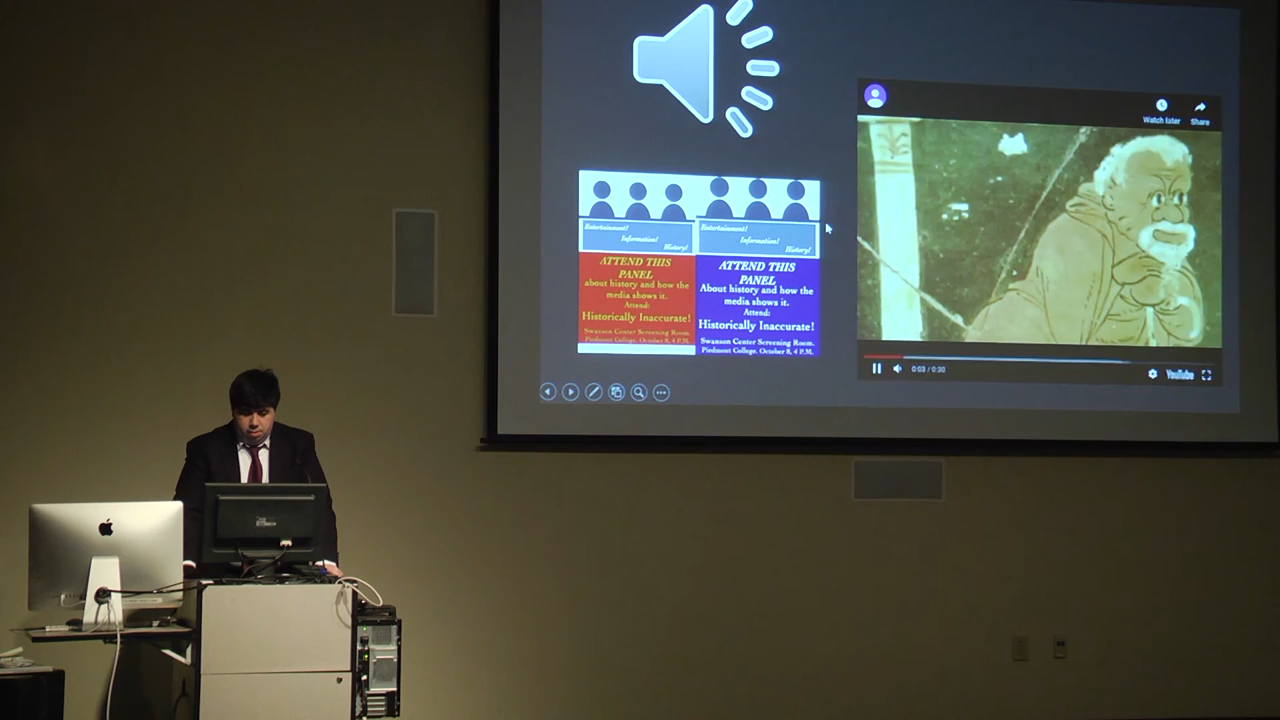 Watch later
Share
Entertainment!
Information!
History!
ATTEND THIS
PANEL
about history and how the
media shows it.
Attend:
Historically Inaccurate!
Swanson Center Screening Room.
Piedmont College. October 8, 4 P.M.
Entertainment!
Information!
History!
ATTEND THIS
PANEL
About history and how the
media shows it.
Attend:
Historically Inaccurate!
Swanson Center Screening Room.
Piedmont College. October 8, 4 P.M.
0:03 / 0:30
YouTube